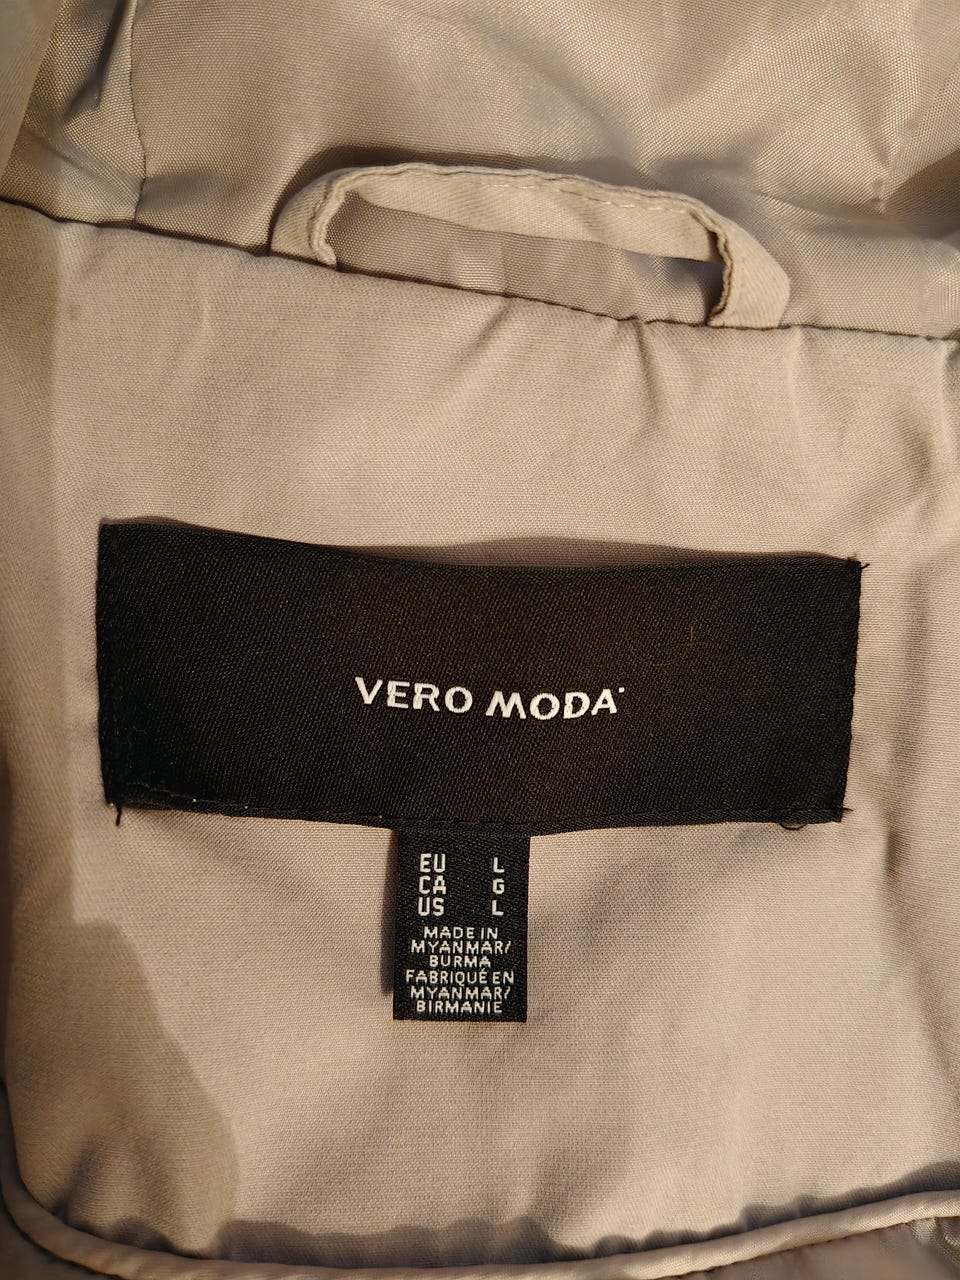 VERO MODA
EU L
CA G
US L
MADE IN
MYANMAR/
BURMA
FABRIQUÉ EN
MYANMAR/
BIRMANIE